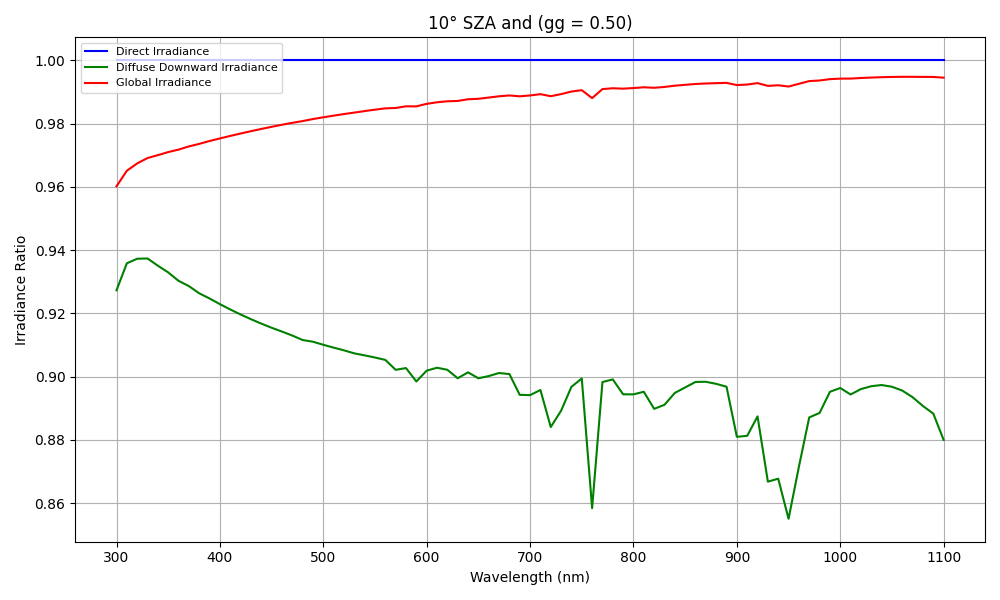 10° SZA and (gg = 0.50)
Direct Irradiance
Diffuse Downward Irradiance
Global Irradiance
Irradiance Ratio
1.00
0.98
0.96
0.94
0.92
0.90
0.88
0.86
300 400 500 600 700 800 900 1000 1100
Wavelength (nm)